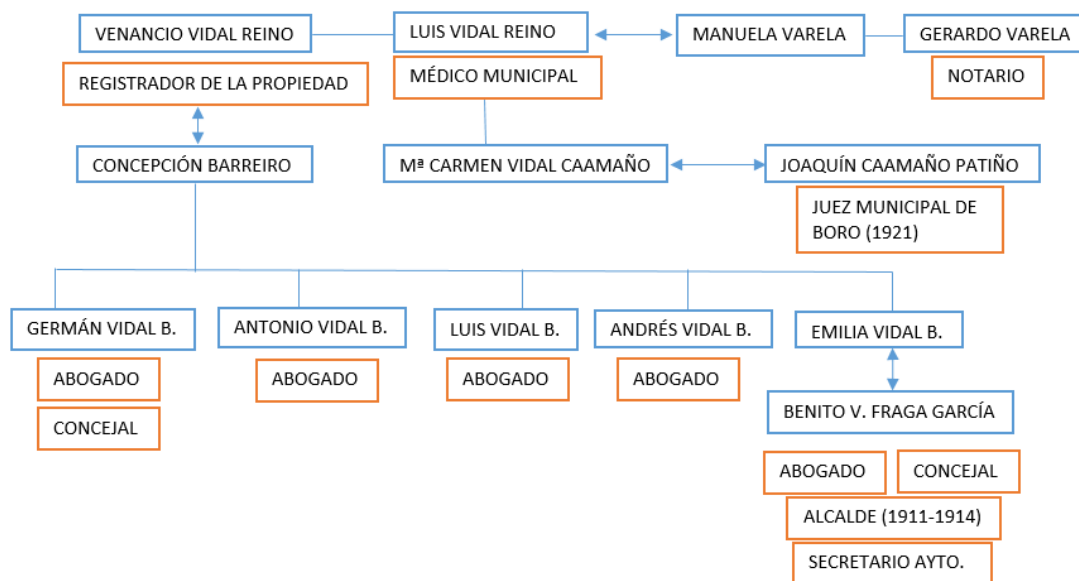 VENANCIO VIDAL REINO
LUIS VIDAL REINO
MANUELA VARELA
GERARDO VARELA
REGISTRADOR DE LA PROPIEDAD
MÉDICO MUNICIPAL
NOTARIO
CONCEPCIÓN BARREIRO
Mª CARMEN VIDAL CAAMAÑO
JOAQUÍN CAAMAÑO PATIÑO
JUEZ MUNICIPAL DE
BORO (1921)
GERMÁN VIDAL B.
ANTONIO VIDAL B.
LUIS VIDAL B.
ANDRÉS VIDAL B.
EMILIA VIDAL B.
ABOGADO
ABOGADO
ABOGADO
ABOGADO
CONCEJAL
BENITO V. FRAGA GARCÍA
ABOGADO
CONCEJAL
ALCALDE (1911-1914)
SECRETARIO AYTO.